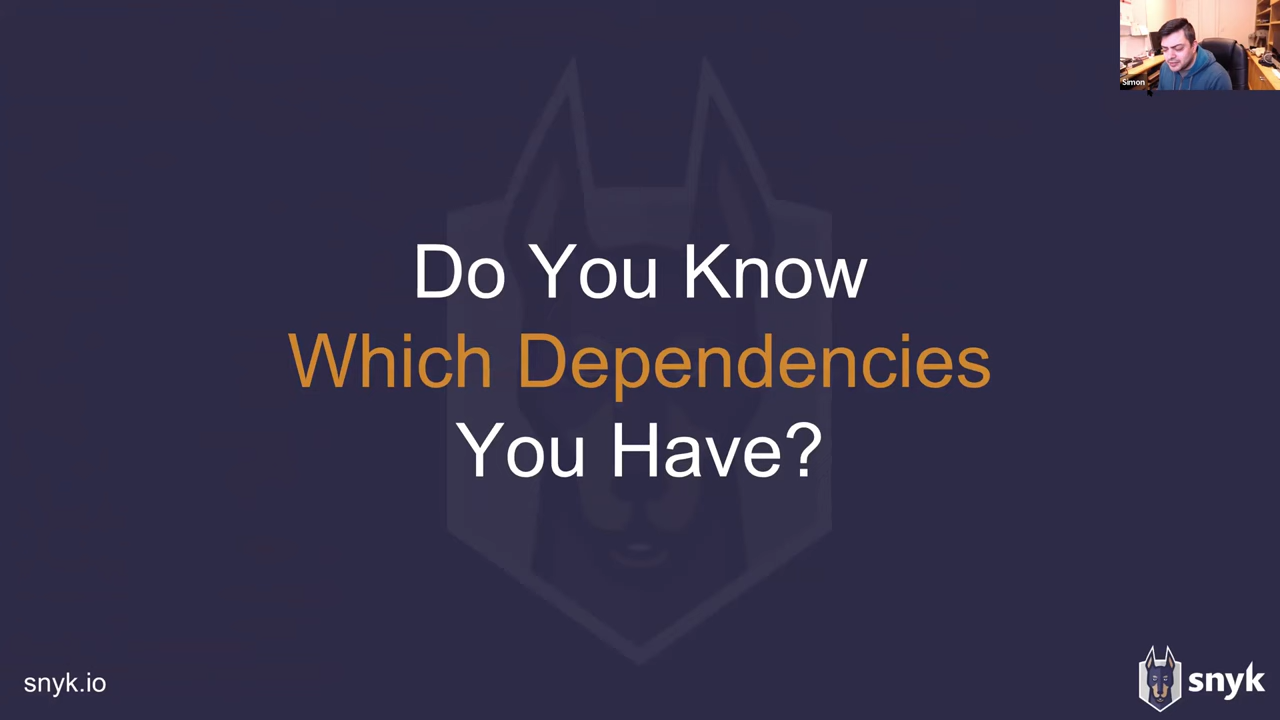 Simon
Do You Know
Which Dependencies
You Have?
snyk.io
snyk